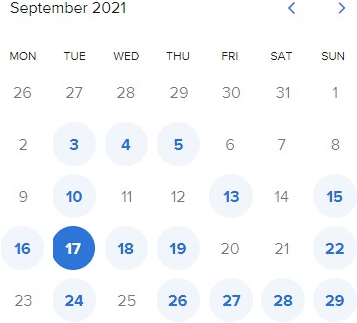 September 2021
MON TUE WED THU FRI SAT SUN
26 27 28 29 30 31 1
2 3 4 5 6 7 8
9 10 11 12 13 14 15
16 17 18 19 20 21 22
23 24 25 26 27 28 29